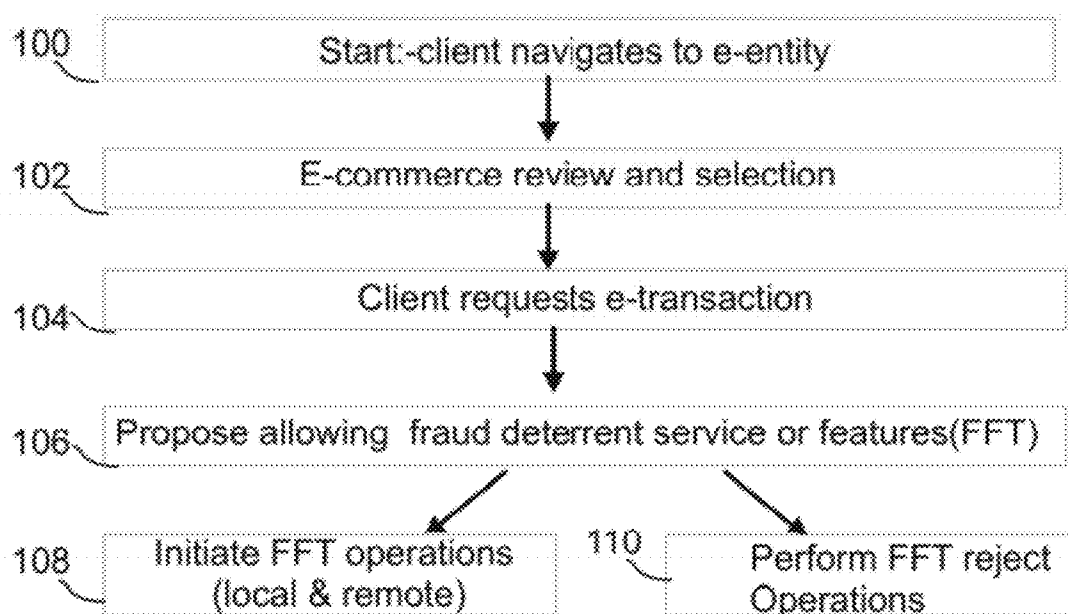 100
Start:-client navigates to e-entity
102
E-commerce review and selection
104
Client requests e-transaction
106
Propose allowing fraud deterrent service or features(FFT)
108
Initiate FFT operations
(local & remote)
110
Perform FFT reject
Operations